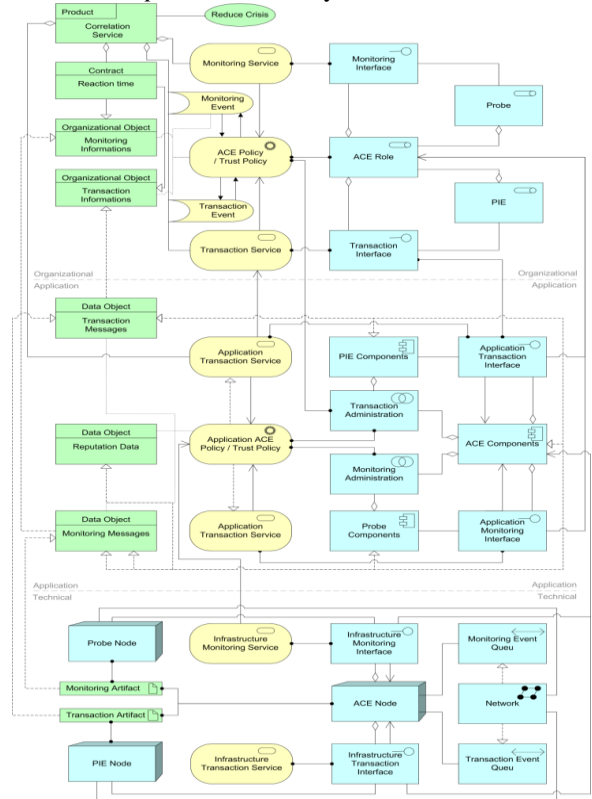 Product
Correlation
Service
Reduce Crisis
Contract
Reaction time
Monitoring Service
Monitoring
Interface
Monitoring
Event
Probe
Organizational Object
Monitoring
Informations
ACE Policy
/ Trust Policy
ACE Role
Organizational Object
Transaction
Informations
PIE
Transaction
Event
Transaction Service
Transaction
Interface
Organizational
Application
Organizational
Application
Data Object
Transaction
Messages
Application
Transaction Service
PIE Components
Application
Transaction
Interface
Transaction
Administration
Data Object
Reputation Data
Application ACE
Policy / Trust Policy
ACE Components
Monitoring
Administration
Data Object
Monitoring Messages
Application
Transaction Service
Probe
Components
Application
Monitoring
Interface
Application
Technical
Application
Technical
Probe Node
Infrastructure
Monitoring Service
Infrastructure
Monitoring
Interface
Monitoring Event
Queu
Monitoring Artifact
ACE Node
Network
Transaction Artifact
PIE Node
Infrastructure
Transaction Service
Infrastructure
Transaction
Interface
Transaction Event
Queu